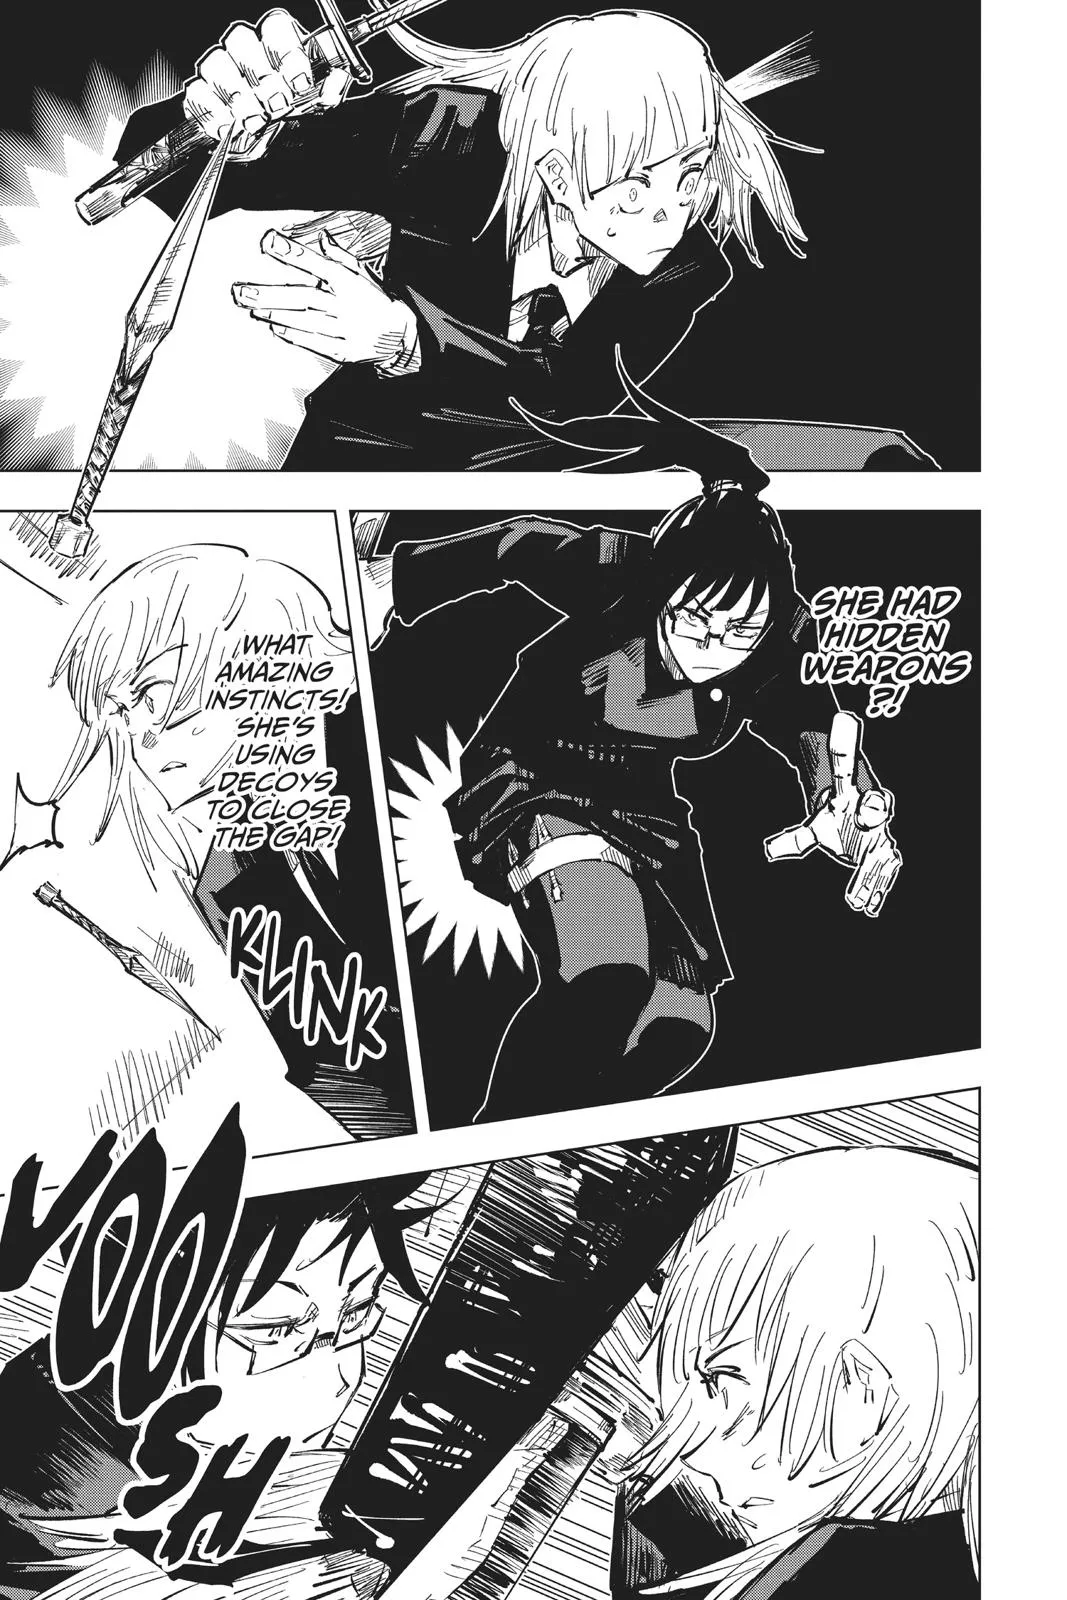 SHE HAD
HIDDEN
WEAPONS
?!
WHAT
AMAZING
INSTINCTS!
SHE'S
USING
DECOYS
TO CLOSE
THE GAP!
KLINK
VOOOSH